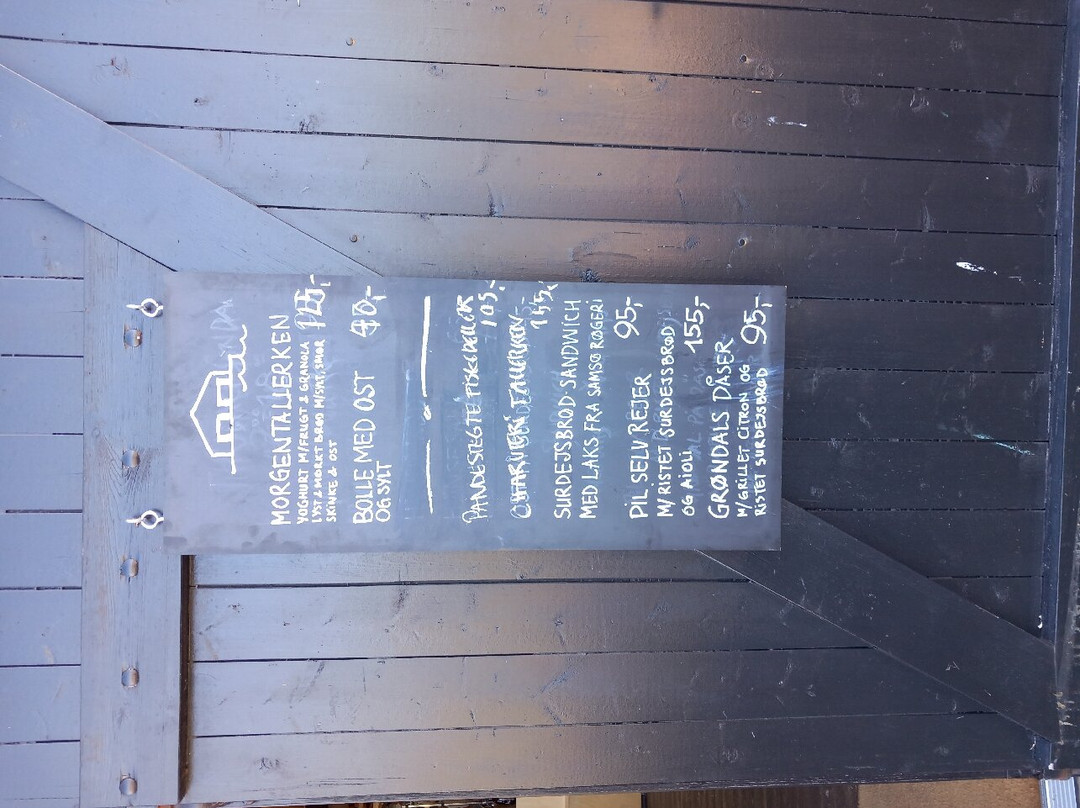 MORGENTALLERKEN
YOGHURT M/FRUGT & GRANOLA
LYST & MØRKT BRØD M/SMT, SMØR
SKINKE & OST
BOLLE MED OST 40,-
OG SYLT
PANDESTEGTE FISKEDELLER
105,-
SURDEJSBRØD SANDWICH
MED LAKS FRA SAMSØ RØGERI
95,-
PIL SELV REJER
M/RISTET SURDEJSBRØD
OG AIOLI 155,-
GRØNDALS DÅSER
M/GRILLET CITRON OG
RISTET SURDEJSBRØD 95,-